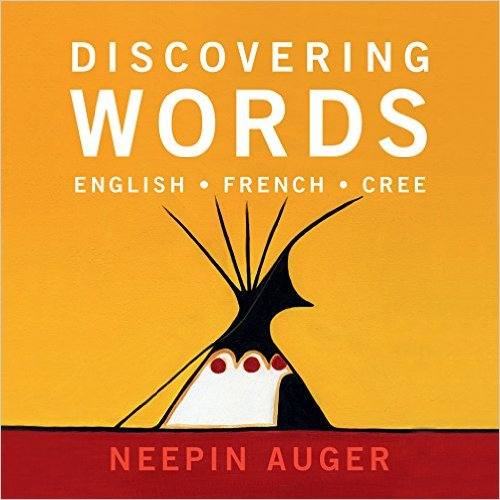 DISCOVERING
WORDS
ENGLISH • FRENCH • CREE
NEEPIN AUGER